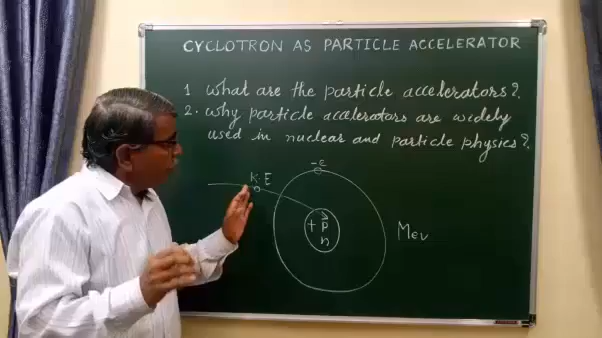 CYCLOTRON AS PARTICLE ACCELERATOR
1 What are the particle accelerators?
2. Why particle accelerators are widely
used in nuclear and particle physics?
-e
K.E
+ p
n
Mev